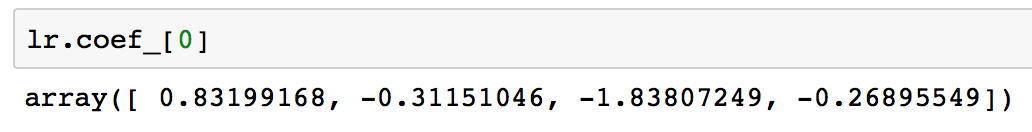 lr.coef_[0]
array([ 0.83199168, -0.31151046, -1.83807249, -0.26895549])